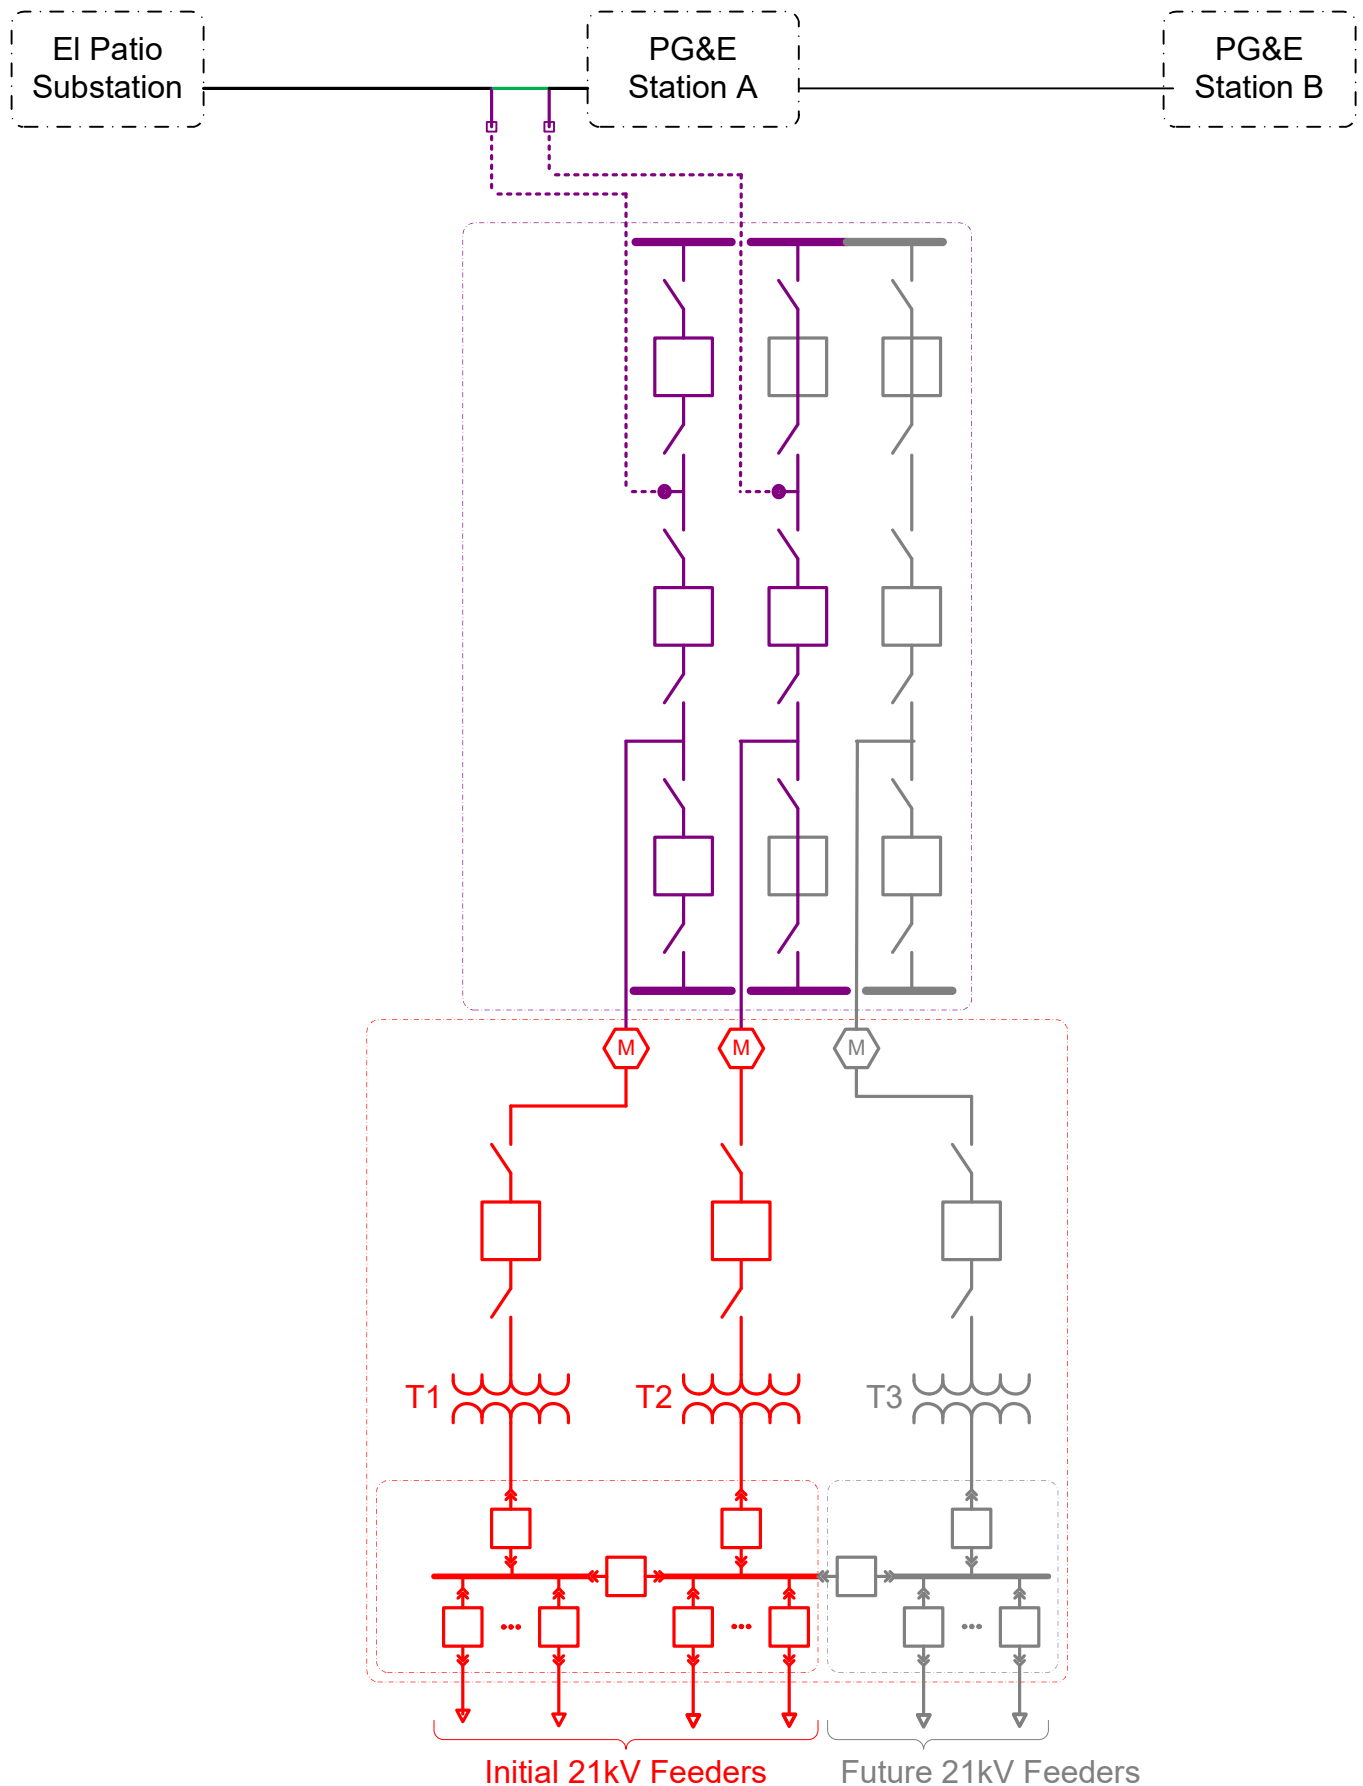 El Patio
Substation
PG&E
Station A
PG&E
Station B
M
M
M
T1
T2
T3
Initial 21kV Feeders
Future 21kV Feeders